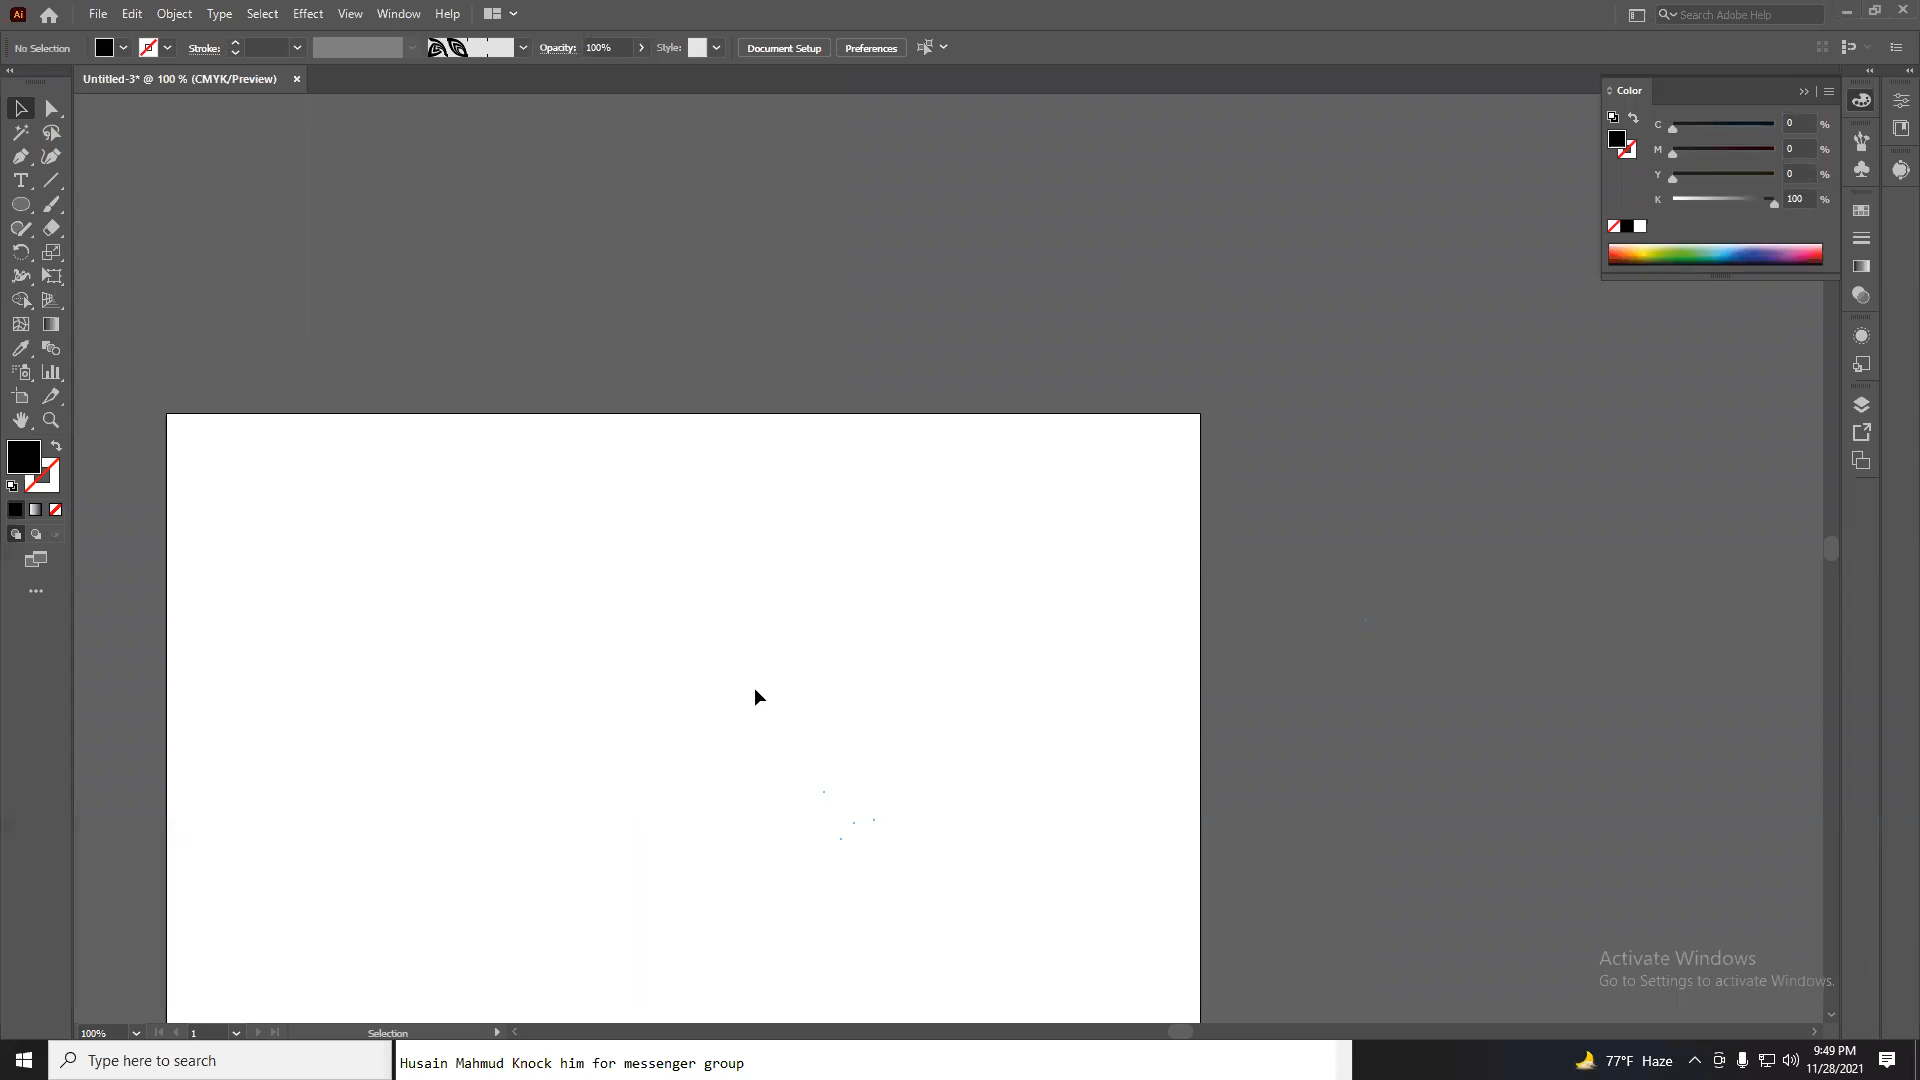 Ai File Edit Object Type Select Effect View Window Help Search Adobe Help
No Selection Stroke: Opacity: 100% Style: Document Setup Preferences
Untitled-3* @ 100 % (CMYK/Preview)
Color
C 0 %
M 0 %
Y 0 %
K 100 %
T
Activate Windows
Go to Settings to activate Windows.
100% 1 Selection
Type here to search
Husain Mahmud Knock him for messenger group
77°F Haze
9:49 PM
11/28/2021